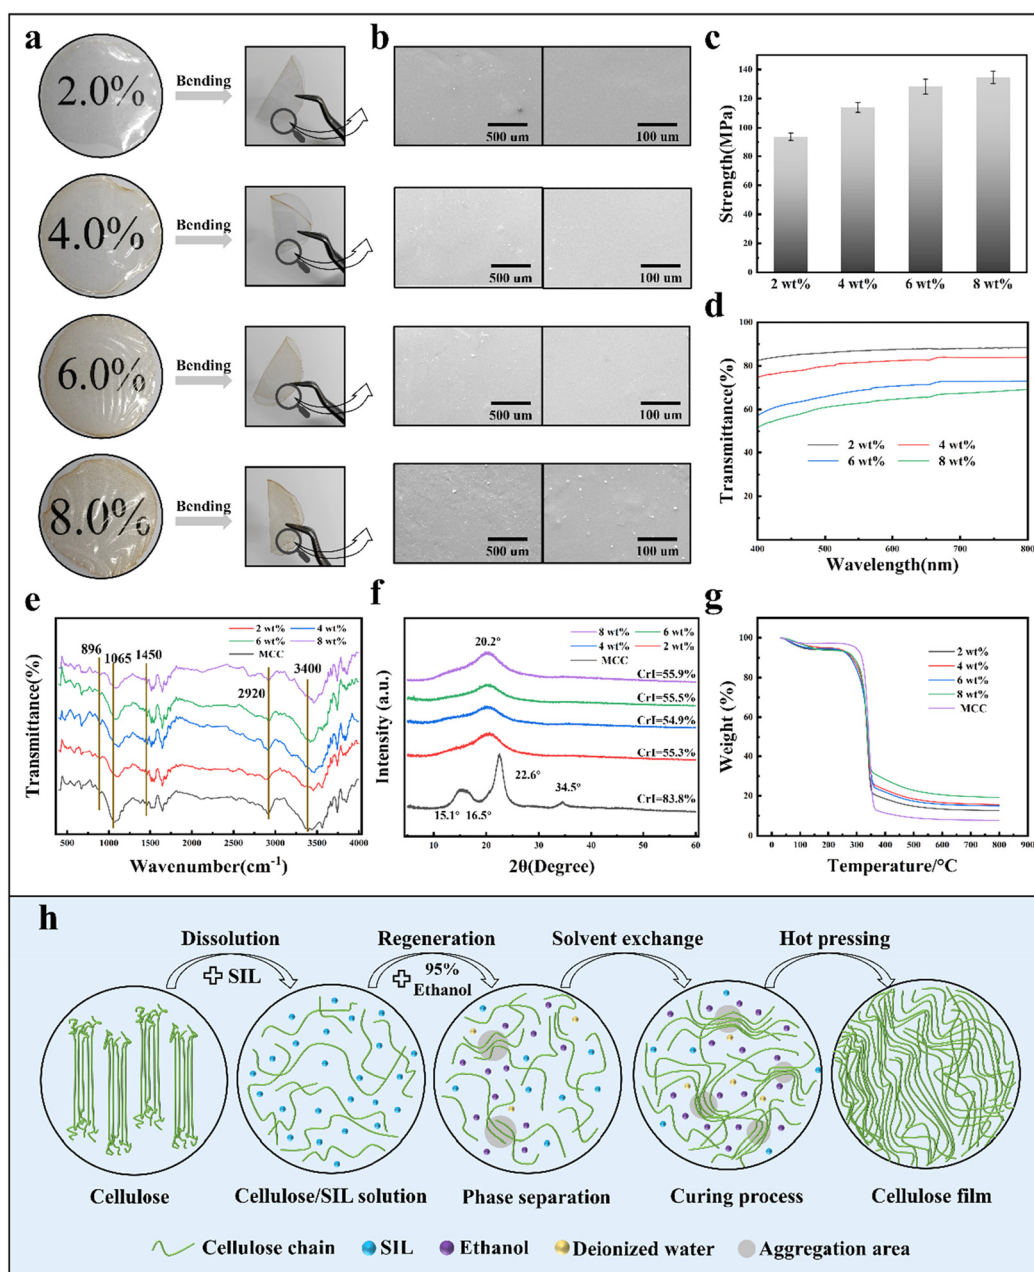 a
2.0%
Bending
4.0%
Bending
6.0%
Bending
8.0%
Bending
b
500 um
100 um
500 um
100 um
500 um
100 um
500 um
100 um
c
Strength(MPa)
140
120
100
80
60
40
20
0
2 wt%
4 wt%
6 wt%
8 wt%
d
Transmittance(%)
100
80
60
40
20
2 wt%
4 wt%
6 wt%
8 wt%
400
500
600
700
800
Wavelength(nm)
e
Transmittance(%)
2 wt%
4 wt%
6 wt%
8 wt%
MCC
896
1065
1450
2920
3400
500 1000 1500 2000 2500 3000 3500 4000
Wavenumber(cm⁻¹)
f
Intensity (a.u.)
8 wt%
6 wt%
4 wt%
2 wt%
MCC
20.2°
CrI=55.9%
CrI=55.5%
CrI=54.9%
CrI=55.3%
22.6°
34.5°
CrI=83.8%
15.1°
16.5°
10
20
30
40
50
60
2θ(Degree)
g
Weight (%)
100
80
60
40
20
0
2 wt%
4 wt%
6 wt%
8 wt%
MCC
0 100 200 300 400 500 600 700 800 900
Temperature/°C
h
Dissolution
SIL
Regeneration
95%
Ethanol
Solvent exchange
Hot pressing
Cellulose
Cellulose/SIL solution
Phase separation
Curing process
Cellulose film
Cellulose chain
SIL
Ethanol
Deionized water
Aggregation area